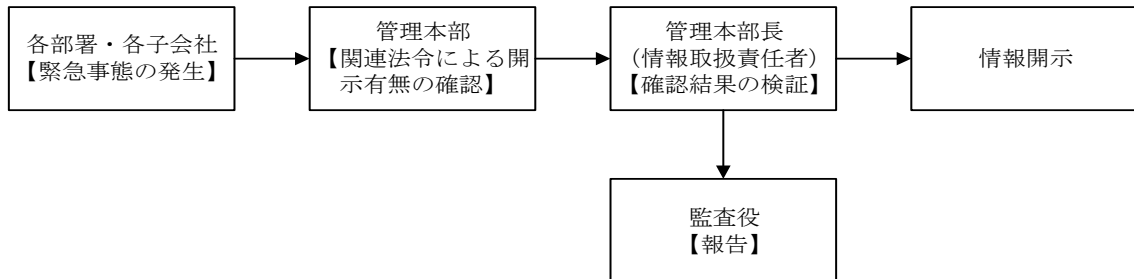 各部署・各子会社
【緊急事態の発生】
管理本部
【関連法令による開
示有無の確認】
管理本部長
（情報取扱責任者）
【確認結果の検証】
情報開示
監査役
【報告】